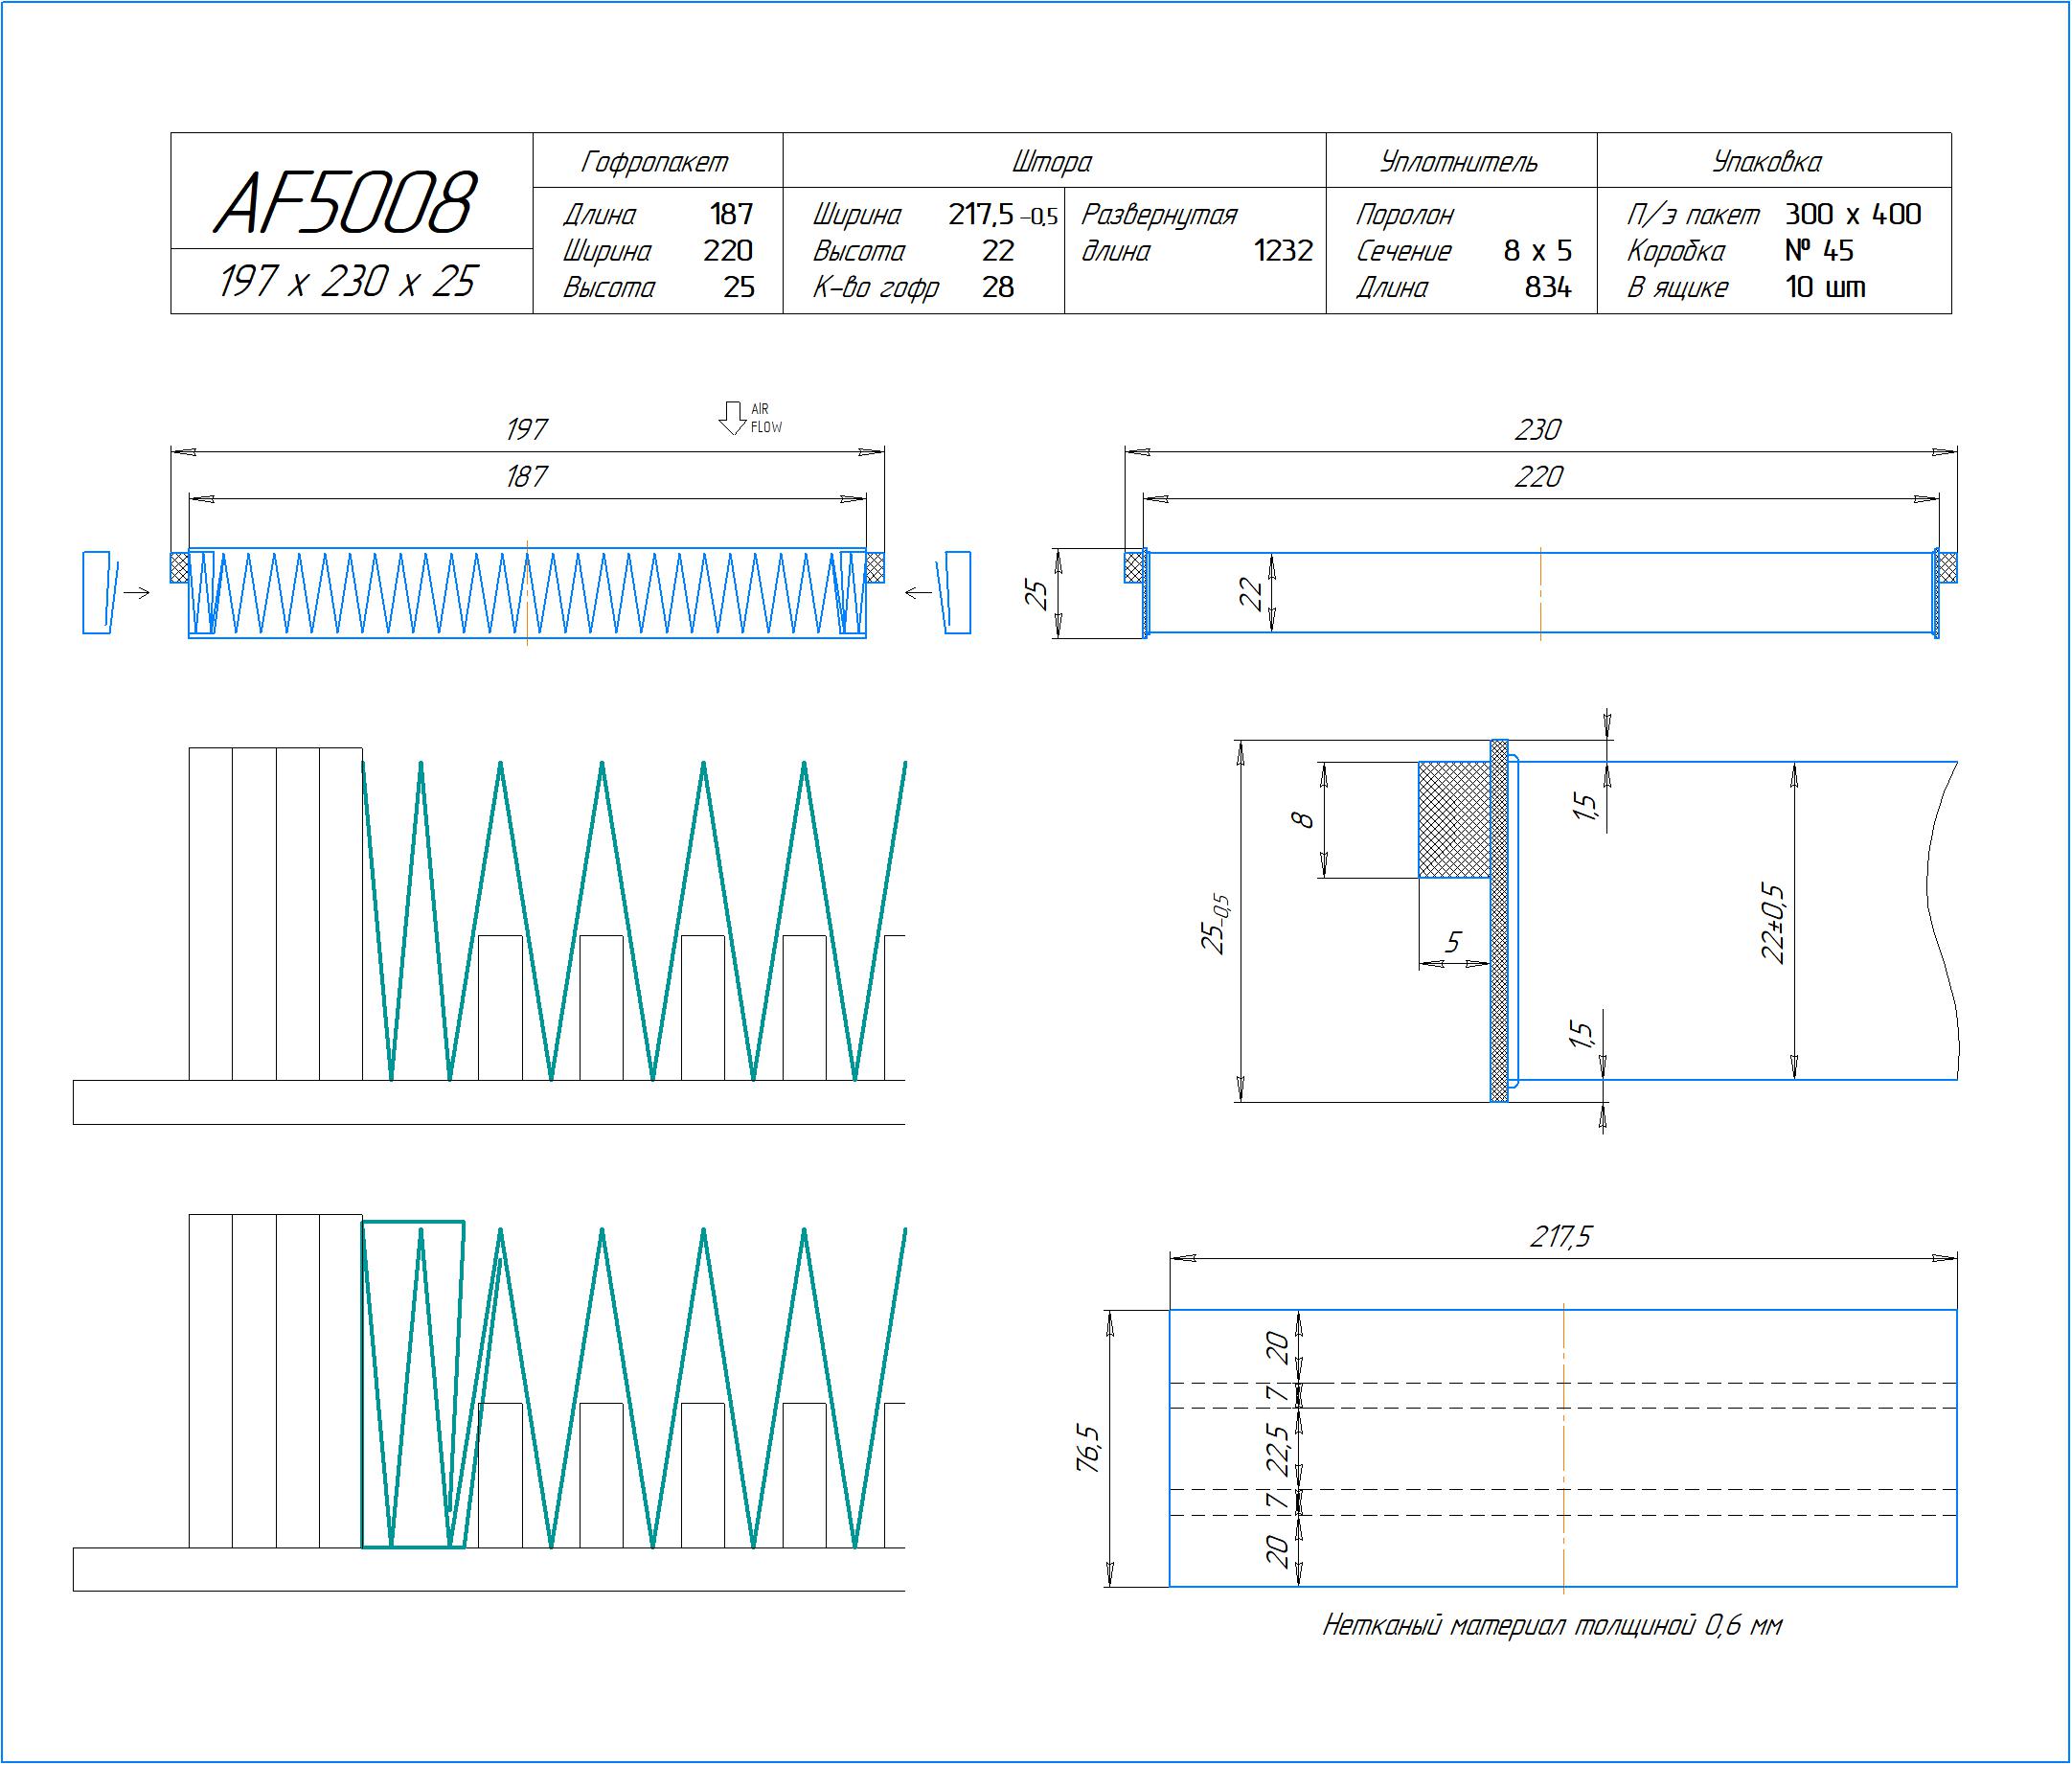 AF5008
197 x 230 x 25
Гофропакет
Длина 187
Ширина 220
Высота 25
Штора
Ширина 217,5 -0,5
Высота 22
К-во гофр 28
Развернутая
длина 1232
Уплотнитель
Поролон
Сечение 8 x 5
Длина 834
Упаковка
П/э пакет 300 x 400
Коробка № 45
В ящике 10 шт
AIR
FLOW
197
187
230
220
25
22
1,5
8
25-0,5
5
22±0,5
1,5
217,5
76,5
20
7
22,5
7
20
Нетканый материал толщиной 0,6 мм